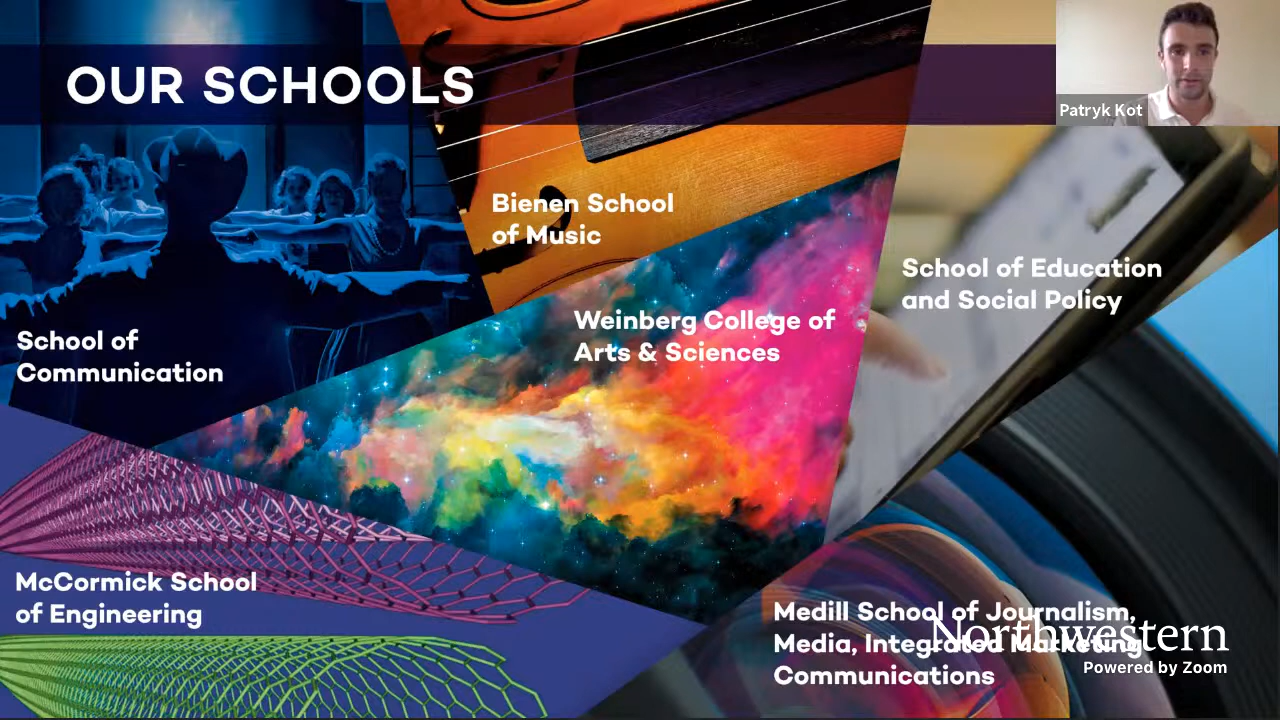 OUR SCHOOLS
Patryk Kot
Bienen School
of Music
School of Education
and Social Policy
Weinberg College of
Arts & Sciences
School of
Communication
McCormick School
of Engineering
Medill School of Journalism,
Media, Integrated Marketing
Communications
Northwestern
Powered by Zoom